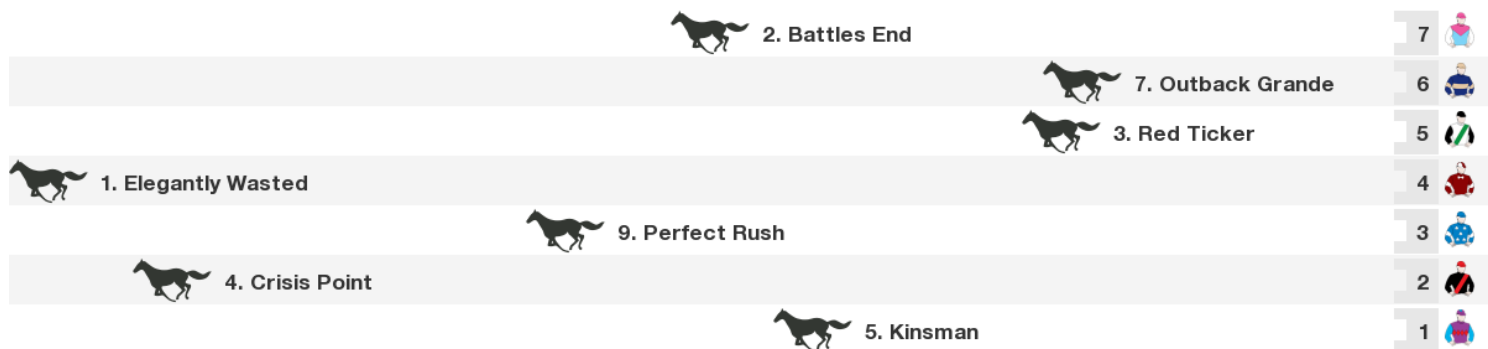 2. Battles End 7
7. Outback Grande 6
3. Red Ticker 5
1. Elegantly Wasted 4
9. Perfect Rush 3
4. Crisis Point 2
5. Kinsman 1